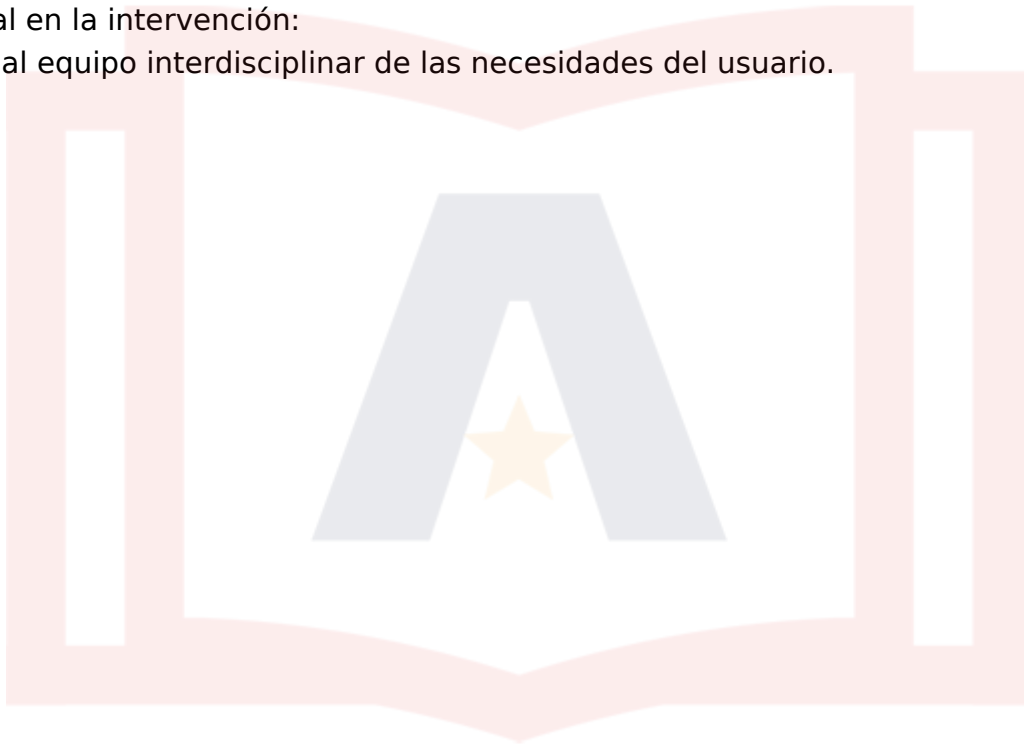 al en la intervención:
al equipo interdisciplinar de las necesidades del usuario.